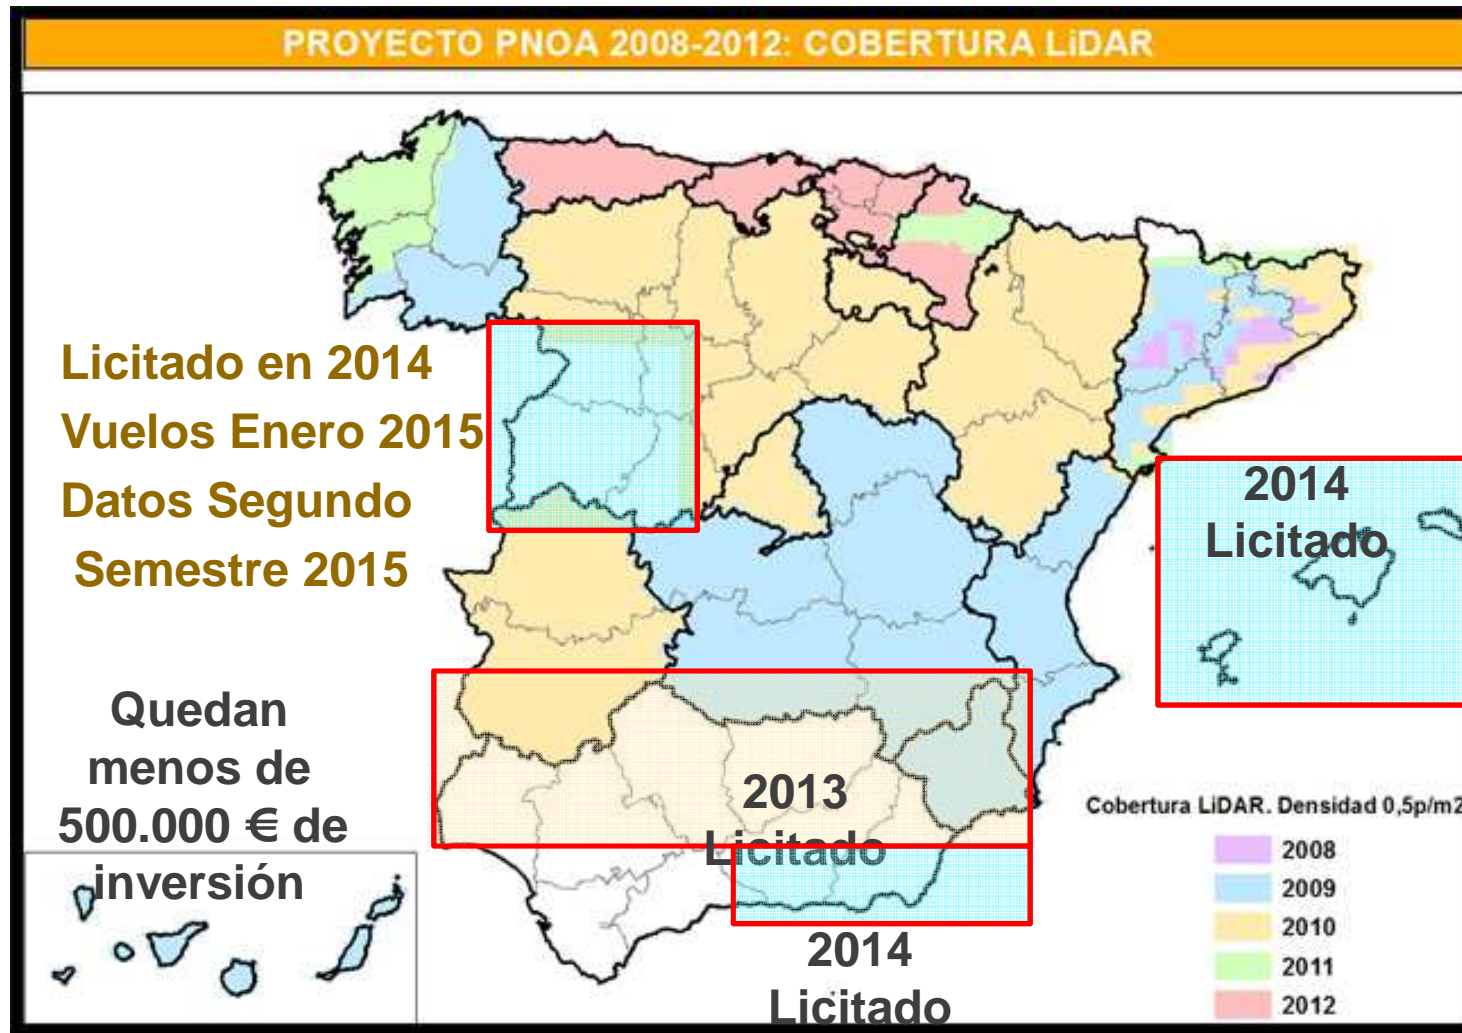 PROYECTO PNOA 2008-2012: COBERTURA LiDAR
Licitado en 2014
Vuelos Enero 2015
Datos Segundo
Semestre 2015
2014
Licitado
Quedan
menos de
500.000 € de
inversión
2013
Licitado
2014
Licitado
Cobertura LiDAR. Densidad 0,5p/m2
2008
2009
2010
2011
2012